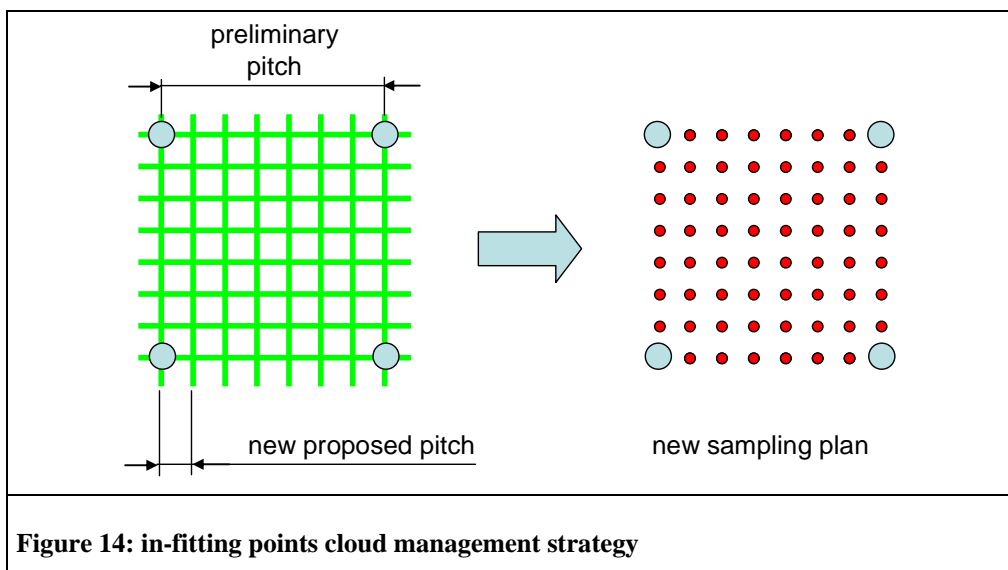 preliminary
pitch
new proposed pitch
new sampling plan
Figure 14: in-fitting points cloud management strategy